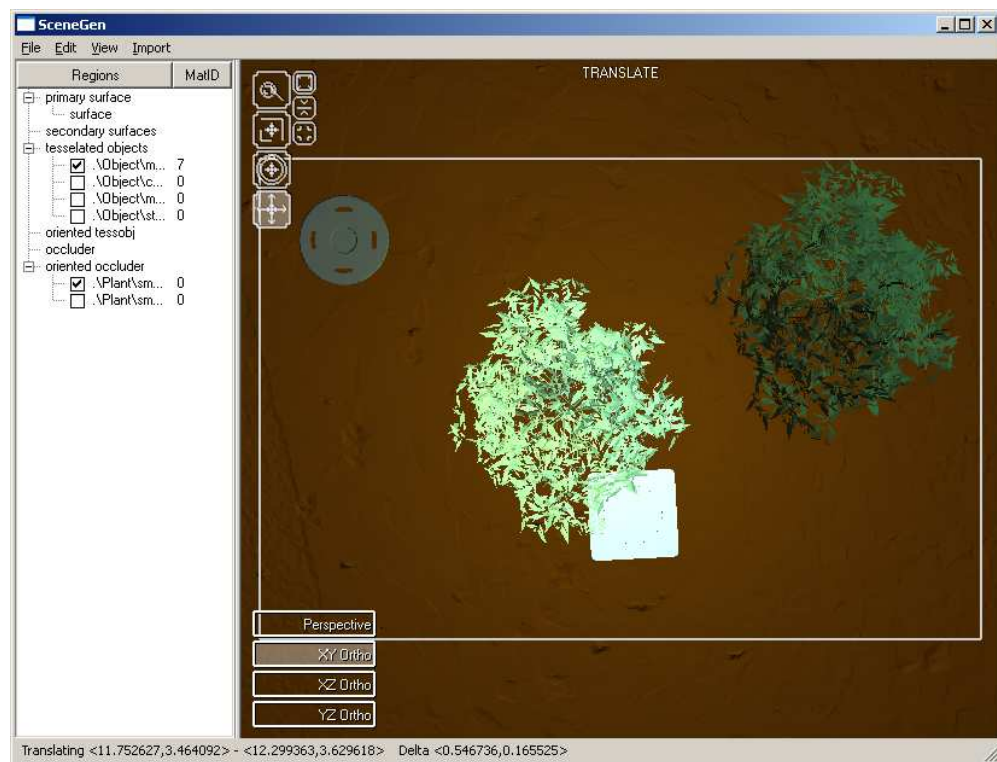 SceneGen
File Edit View Import
Regions MatID
TRANSLATE
primary surface
surface
secondary surfaces
tesselated objects
.\Object\m... 7
.\Object\c... 0
.\Object\m... 0
.\Object\st... 0
oriented tessobj
occluder
oriented occluder
.\Plant\sm... 0
.\Plant\sm... 0
Perspective
XY Ortho
XZ Ortho
YZ Ortho
Translating <11.752627,3.464092> - <12.299363,3.629618> Delta <0.546736,0.165525>